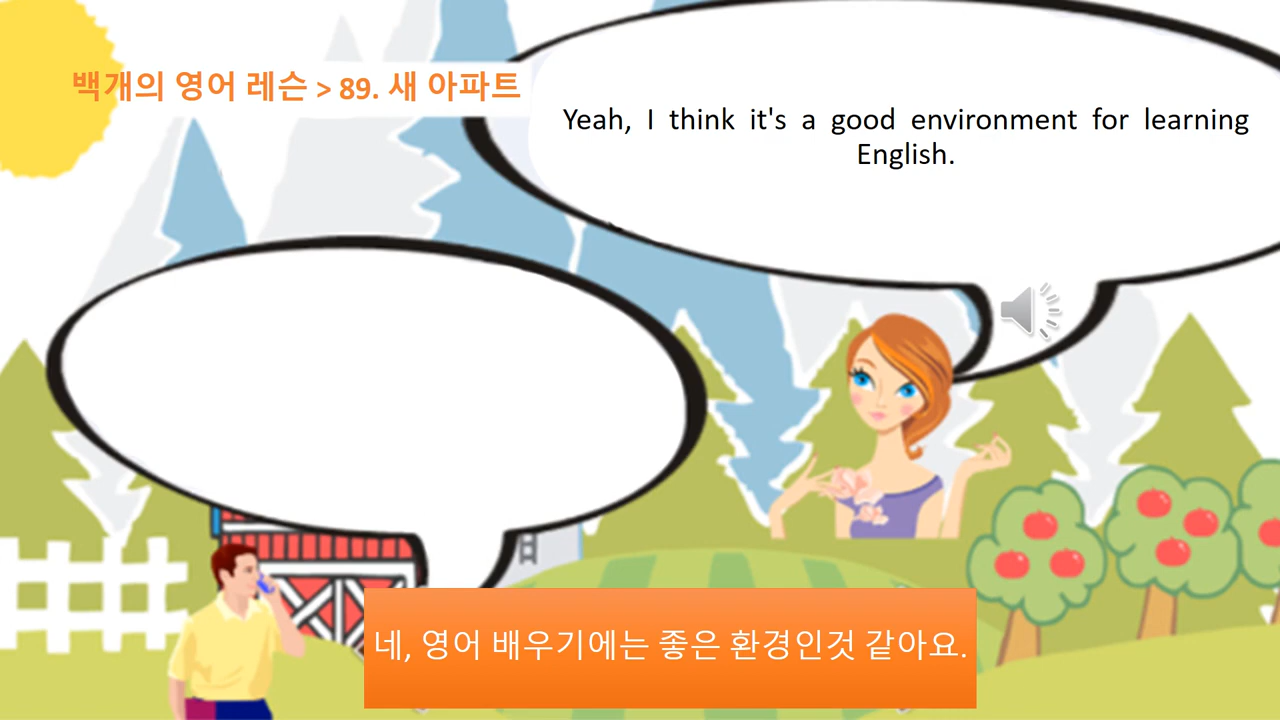 백개의 영어 레슨 > 89. 새 아파트
Yeah, I think it's a good environment for learning
English.
네, 영어 배우기에는 좋은 환경인것 같아요.